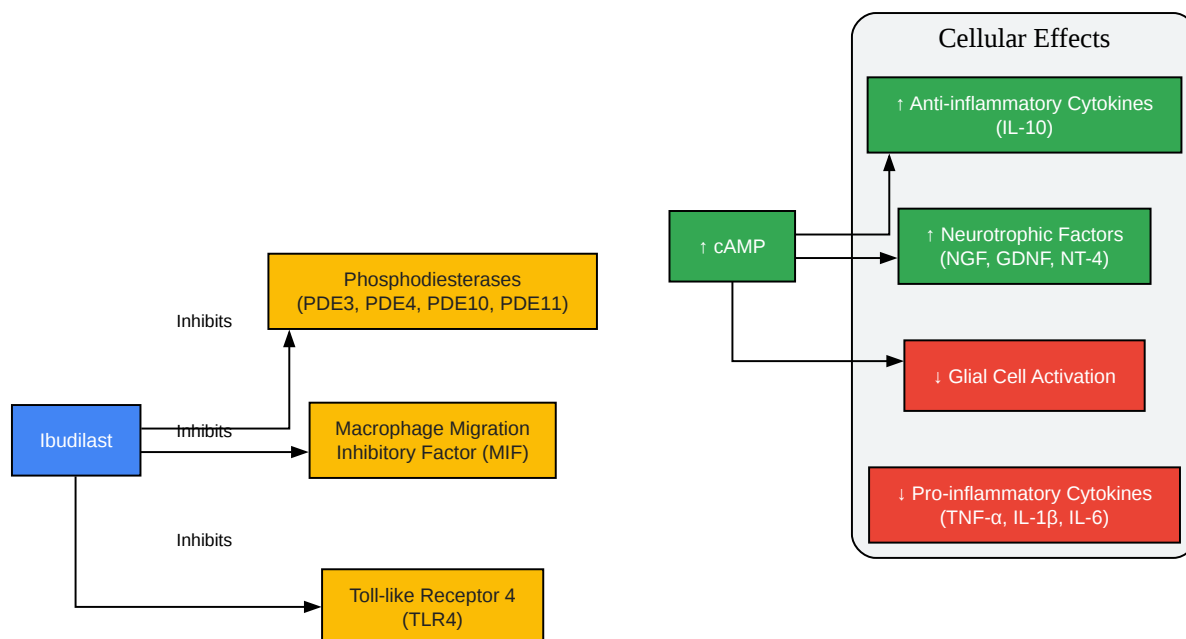 Cellular Effects
↑ Anti-inflammatory Cytokines
(IL-10)
↑ cAMP
↑ Neurotrophic Factors
(NGF, GDNF, NT-4)
Phosphodiesterases
(PDE3, PDE4, PDE10, PDE11)
Inhibits
↓ Glial Cell Activation
Ibudilast
Inhibits
Macrophage Migration
Inhibitory Factor (MIF)
↓ Pro-inflammatory Cytokines
(TNF-α, IL-1β, IL-6)
Inhibits
Toll-like Receptor 4
(TLR4)